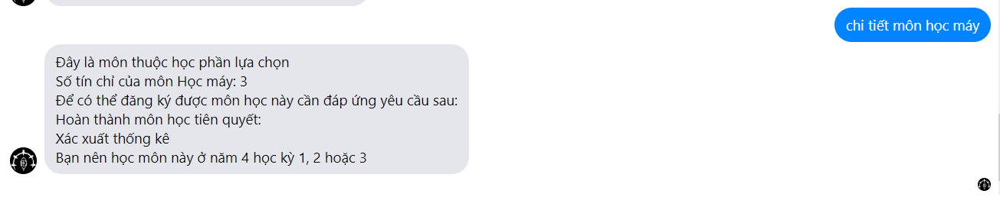 chi tiết môn học máy
Đây là môn thuộc học phần lựa chọn
Số tín chỉ của môn Học máy: 3
Để có thể đăng ký được môn học này cần đáp ứng yêu cầu sau:
Hoàn thành môn học tiên quyết:
Xác xuất thống kê
Bạn nên học môn này ở năm 4 học kỳ 1, 2 hoặc 3